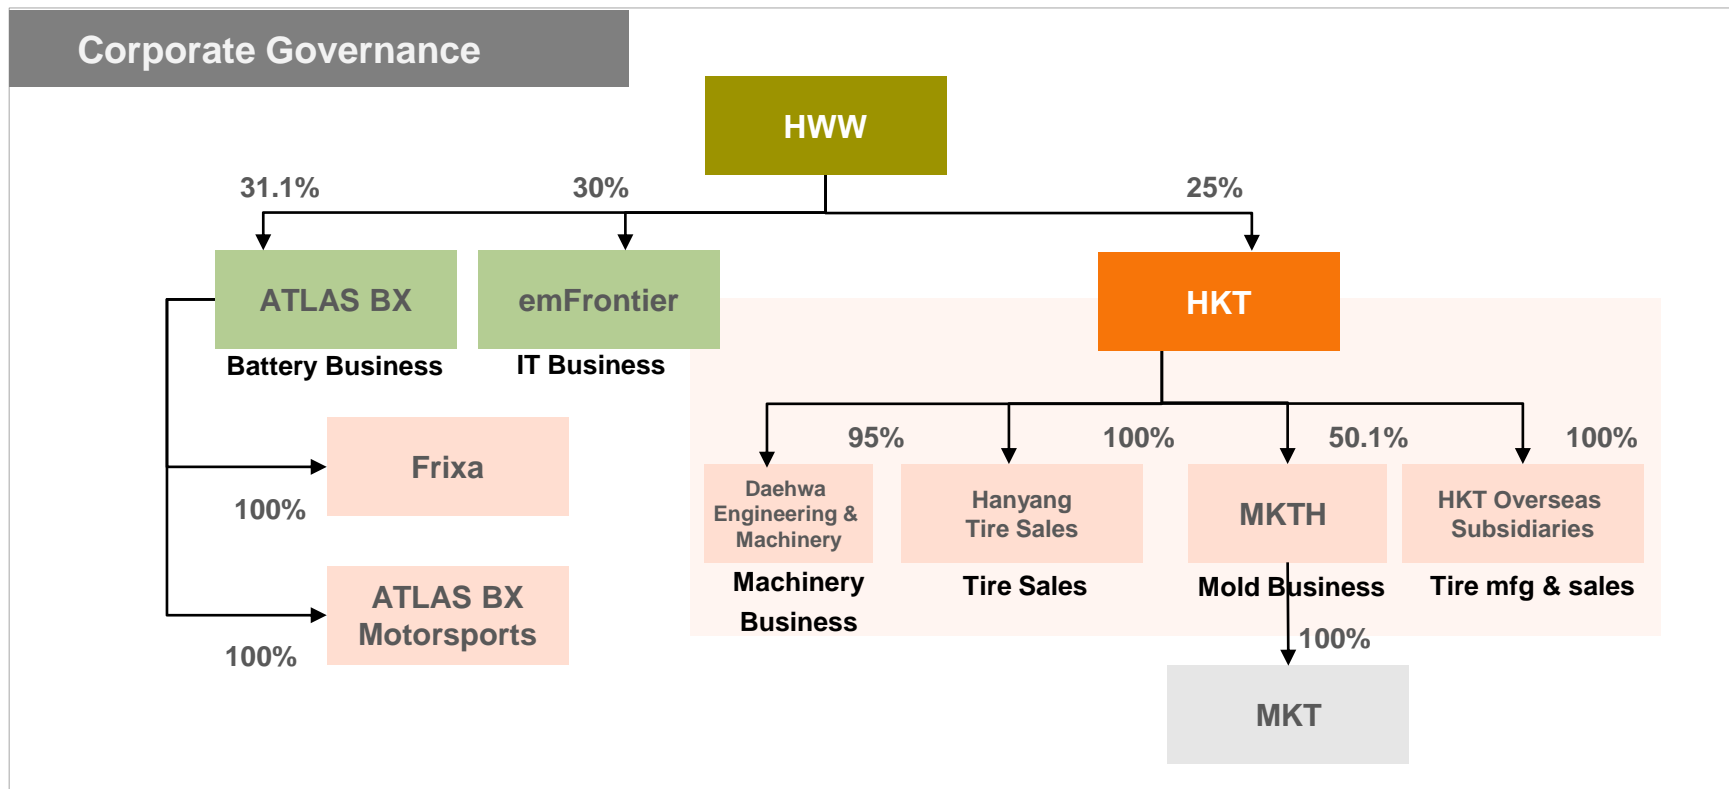 Corporate Governance
HWW
31.1%
30%
25%
ATLAS BX
emFrontier
HKT
Battery Business
IT Business
95%
100%
50.1%
100%
Frixa
100%
Daehwa
Engineering &
Machinery
Hanyang
Tire Sales
MKTH
HKT Overseas
Subsidiaries
Machinery
Business
Tire Sales
Mold Business
Tire mfg & sales
ATLAS BX
Motorsports
100%
100%
MKT